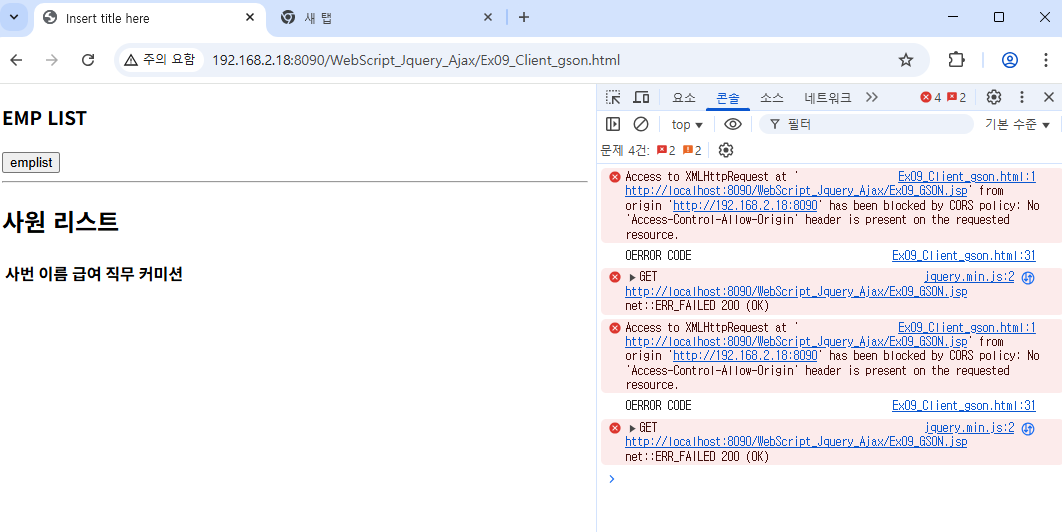 Insert title here
새 탭
주의 요함
192.168.2.18:8090/WebScript_Jquery_Ajax/Ex09_Client_gson.html
EMP LIST
emplist
사원 리스트
사번 이름 급여 직무 커미션
요소 콘솔 소스 네트워크 4 2
top 필터 기본 수준
문제 4건: 2 2
Access to XMLHttpRequest at ' Ex09_Client_gson.html:1
http://localhost:8090/WebScript_Jquery_Ajax/Ex09_GSON.jsp' from
origin 'http://192.168.2.18:8090' has been blocked by CORS policy: No
'Access-Control-Allow-Origin' header is present on the requested
resource.
0ERROR CODE Ex09_Client_gson.html:31
GET jquery.min.js:2
http://localhost:8090/WebScript_Jquery_Ajax/Ex09_GSON.jsp
net::ERR_FAILED 200 (OK)
Access to XMLHttpRequest at ' Ex09_Client_gson.html:1
http://localhost:8090/WebScript_Jquery_Ajax/Ex09_GSON.jsp' from
origin 'http://192.168.2.18:8090' has been blocked by CORS policy: No
'Access-Control-Allow-Origin' header is present on the requested
resource.
0ERROR CODE Ex09_Client_gson.html:31
GET jquery.min.js:2
http://localhost:8090/WebScript_Jquery_Ajax/Ex09_GSON.jsp
net::ERR_FAILED 200 (OK)